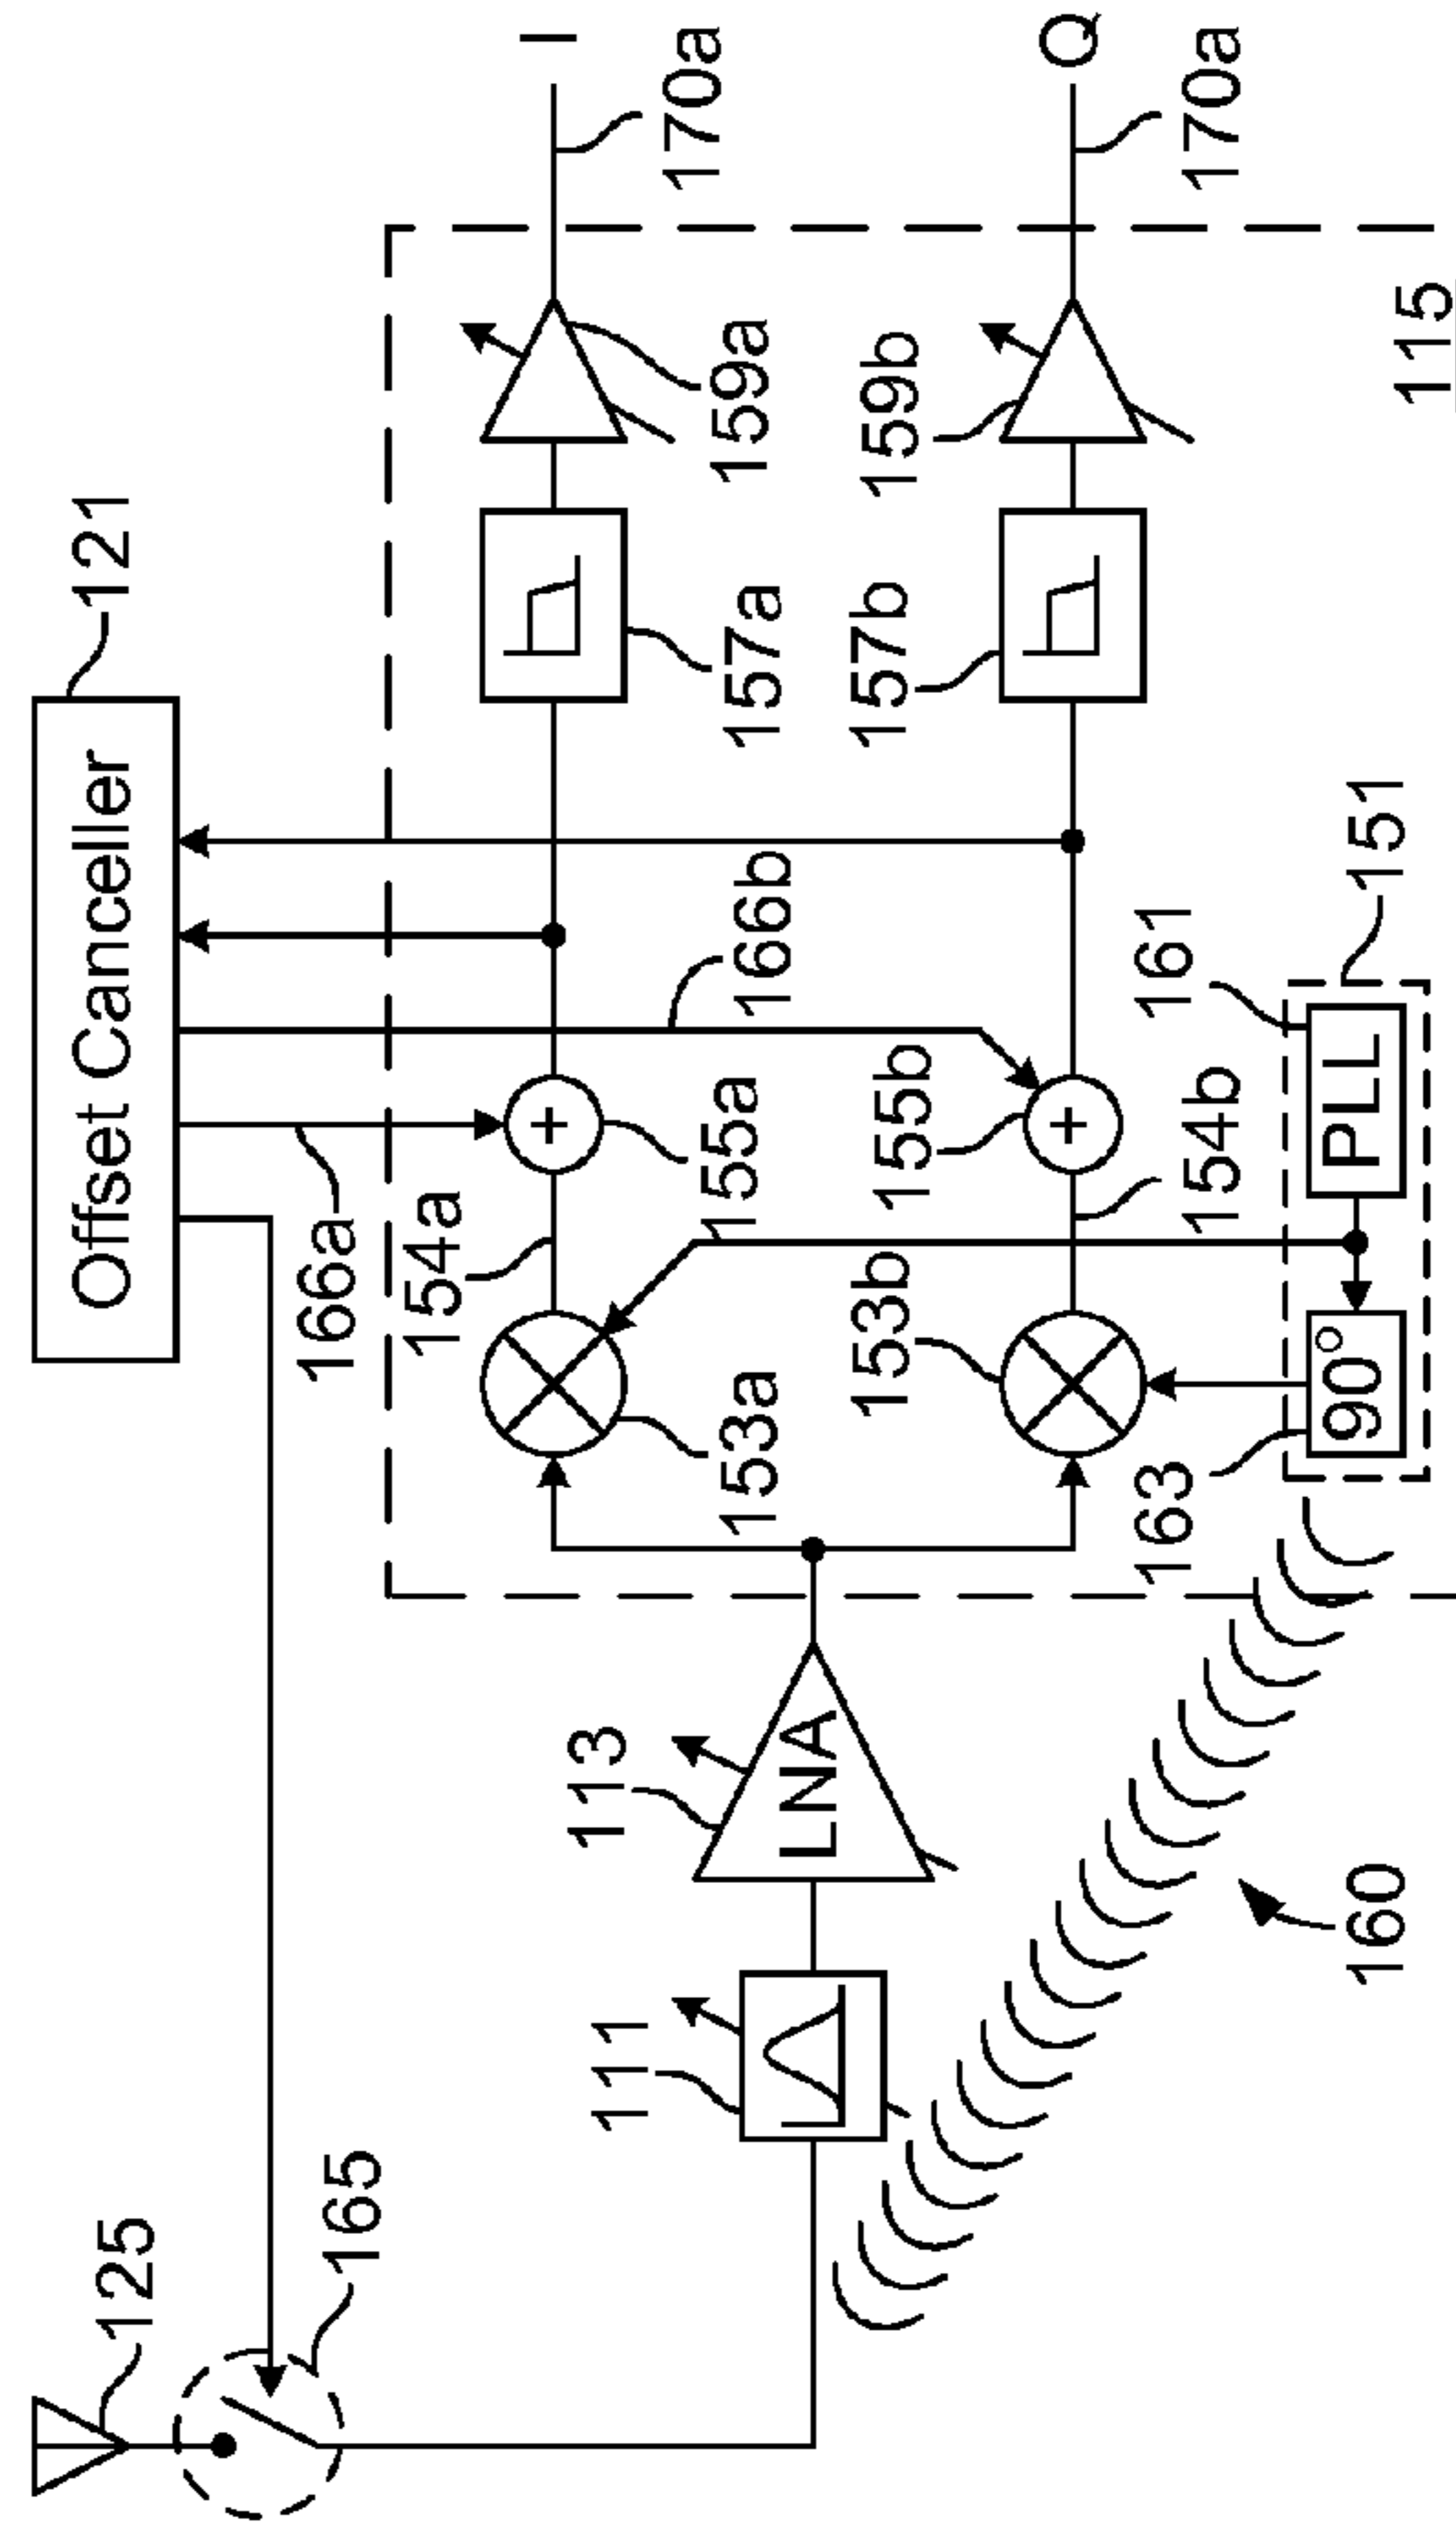 125
165
Offset Canceller
121
166a
154a
155a
166b
157a
159a
I
170a
111
113
LNA
153a
153b
155b
157b
159b
Q
170a
154b
163
90°
161
PLL
151
160
115
+
+